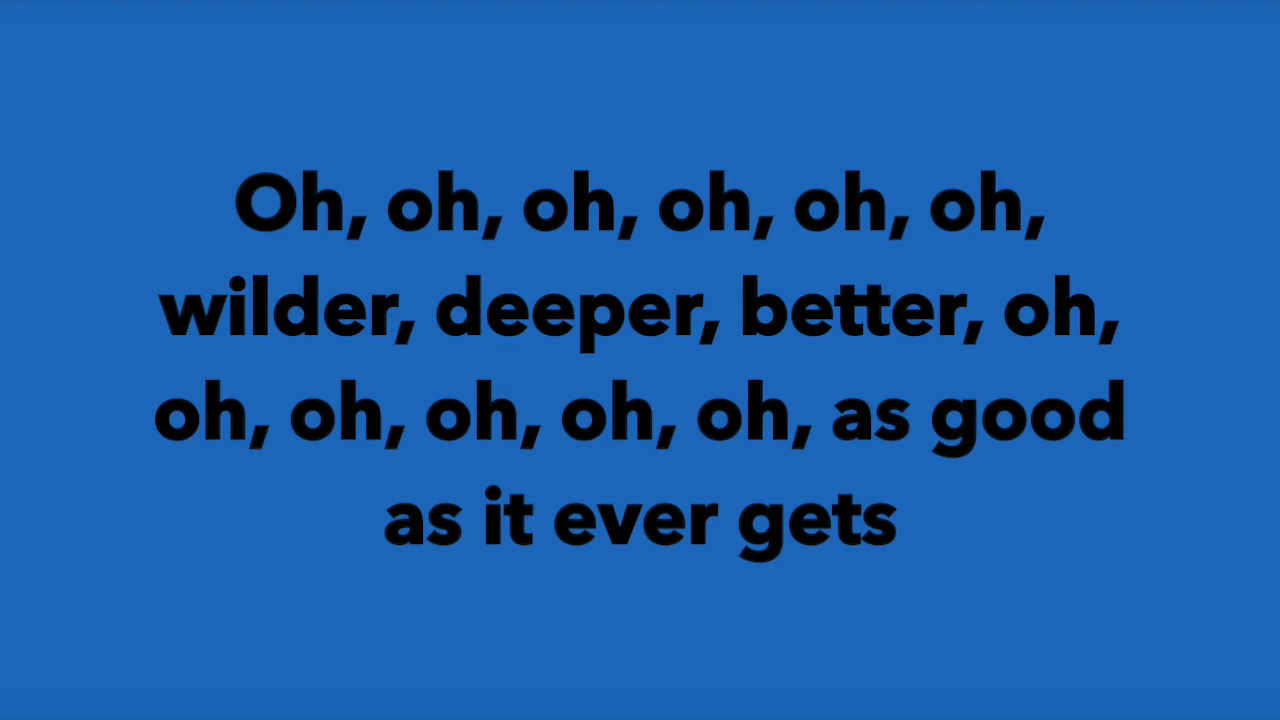 Oh, oh, oh, oh, oh, oh,
wilder, deeper, better, oh,
oh, oh, oh, oh, oh, as good
as it ever gets